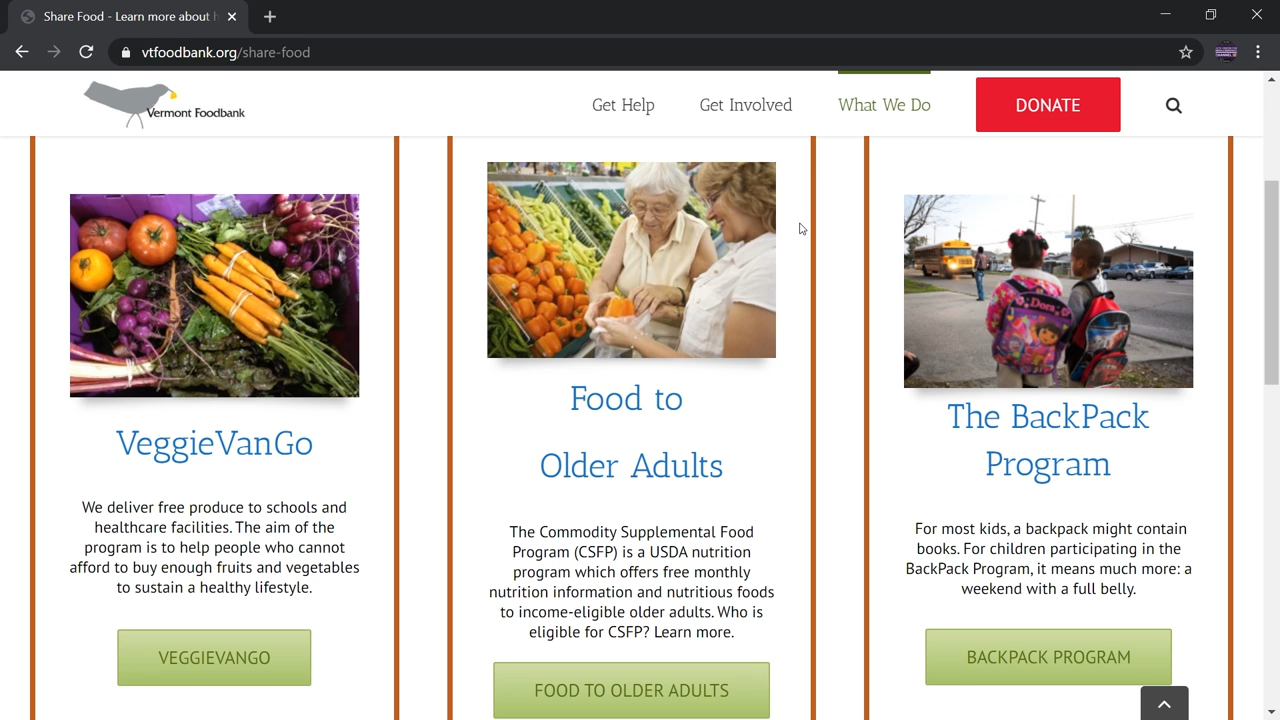 Share Food - Learn more about h
vtfoodbank.org/share-food
Vermont Foodbank
Get Help
Get Involved
What We Do
DONATE
VeggieVanGo
We deliver free produce to schools and
healthcare facilities. The aim of the
program is to help people who cannot
afford to buy enough fruits and vegetables
to sustain a healthy lifestyle.
VEGGIEVANGO
Food to
Older Adults
The Commodity Supplemental Food
Program (CSFP) is a USDA nutrition
program which offers free monthly
nutrition information and nutritious foods
to income-eligible older adults. Who is
eligible for CSFP? Learn more.
FOOD TO OLDER ADULTS
Dora
The BackPack
Program
For most kids, a backpack might contain
books. For children participating in the
BackPack Program, it means much more: a
weekend with a full belly.
BACKPACK PROGRAM